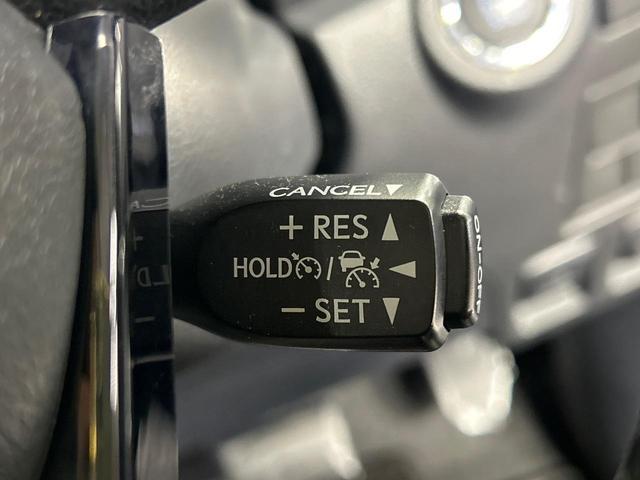 CANCEL▼
+ RES ▲
HOLD / ◀
− SET ▼
ON-OFF